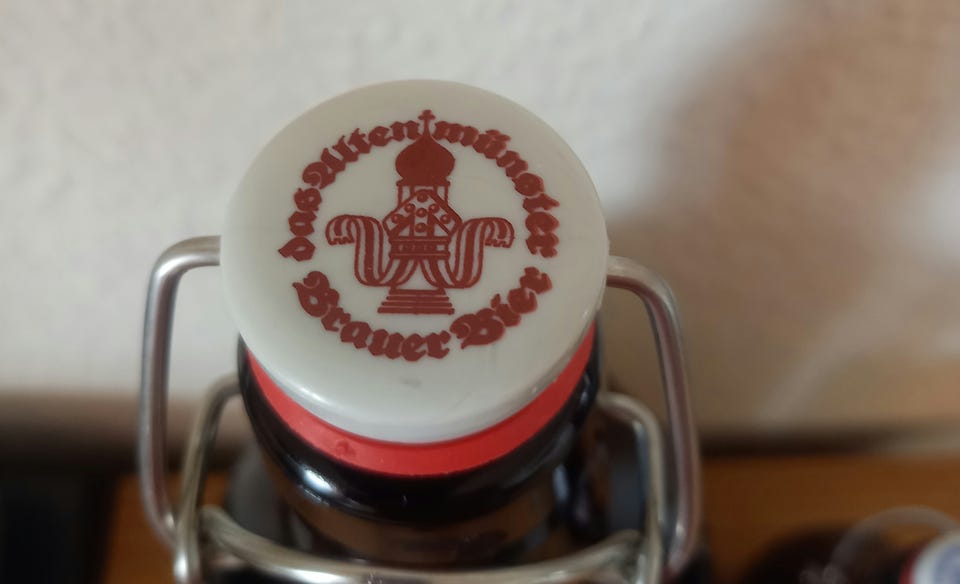 das Altenmünster
Brauer Bier